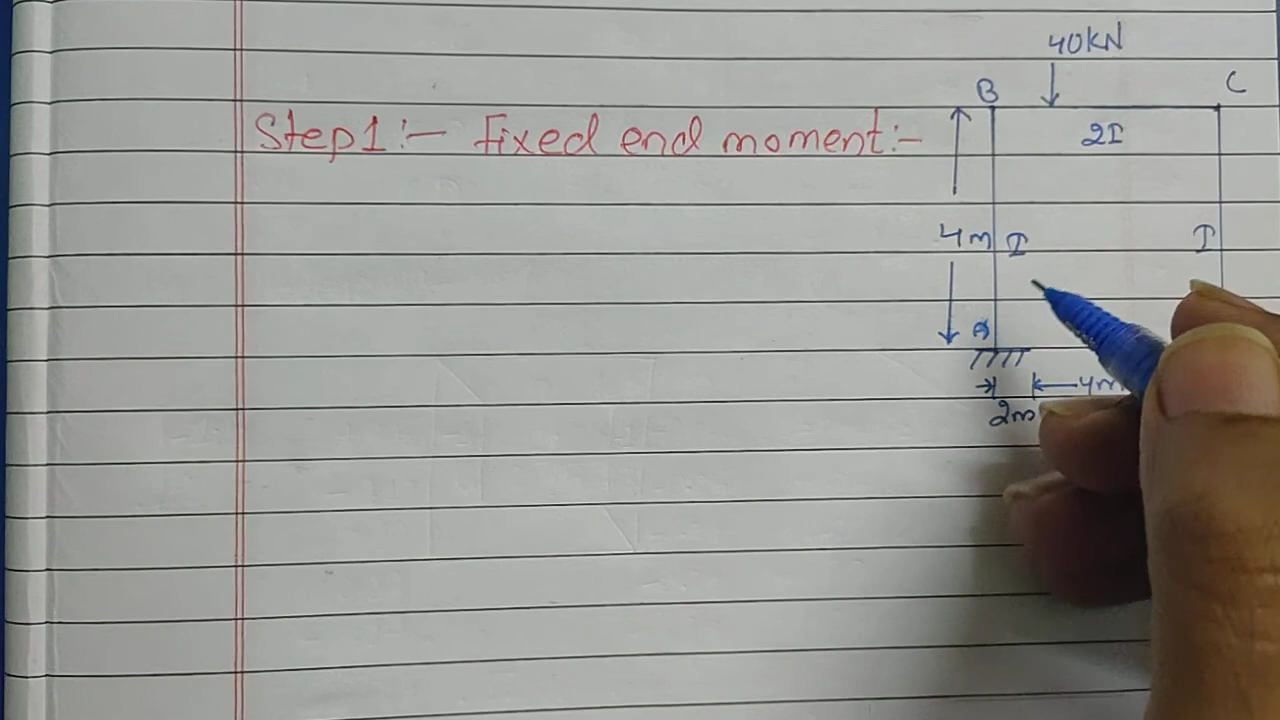 40KN
B
C
Step1:- Fixed end moment:-
2I
4m
I
I
A
4m
2m